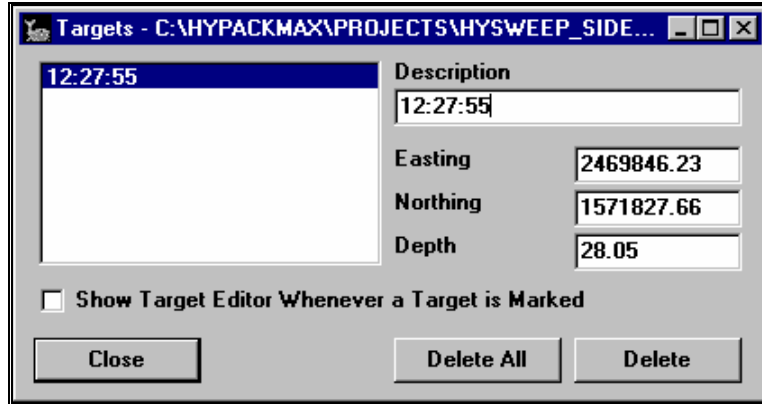 Targets - C:\HYPACKMAX\PROJECTS\HYSWEEP_SIDE...
12:27:55
Description
12:27:55
Easting 2469846.23
Northing 1571827.66
Depth 28.05
Show Target Editor Whenever a Target is Marked
Close Delete All Delete